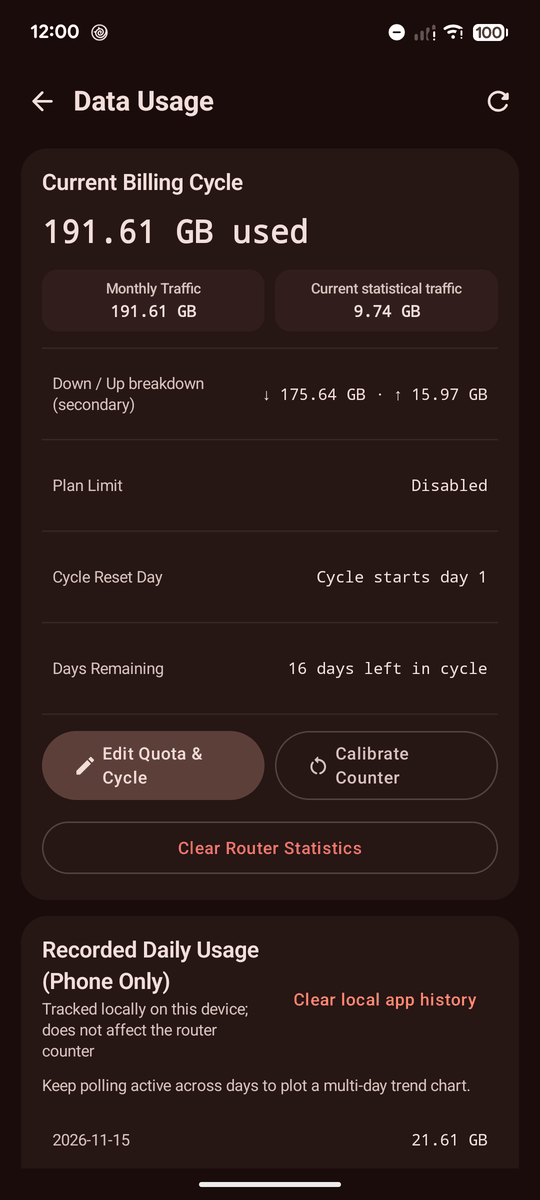 12:00
100
Data Usage
Current Billing Cycle
191.61 GB used
Monthly Traffic
191.61 GB
Current statistical traffic
9.74 GB
Down / Up breakdown
(secondary)
↓ 175.64 GB · ↑ 15.97 GB
Plan Limit
Disabled
Cycle Reset Day
Cycle starts day 1
Days Remaining
16 days left in cycle
Edit Quota &
Cycle
Calibrate
Counter
Clear Router Statistics
Recorded Daily Usage
(Phone Only)
Tracked locally on this device;
does not affect the router
counter
Clear local app history
Keep polling active across days to plot a multi-day trend chart.
2026-11-15
21.61 GB